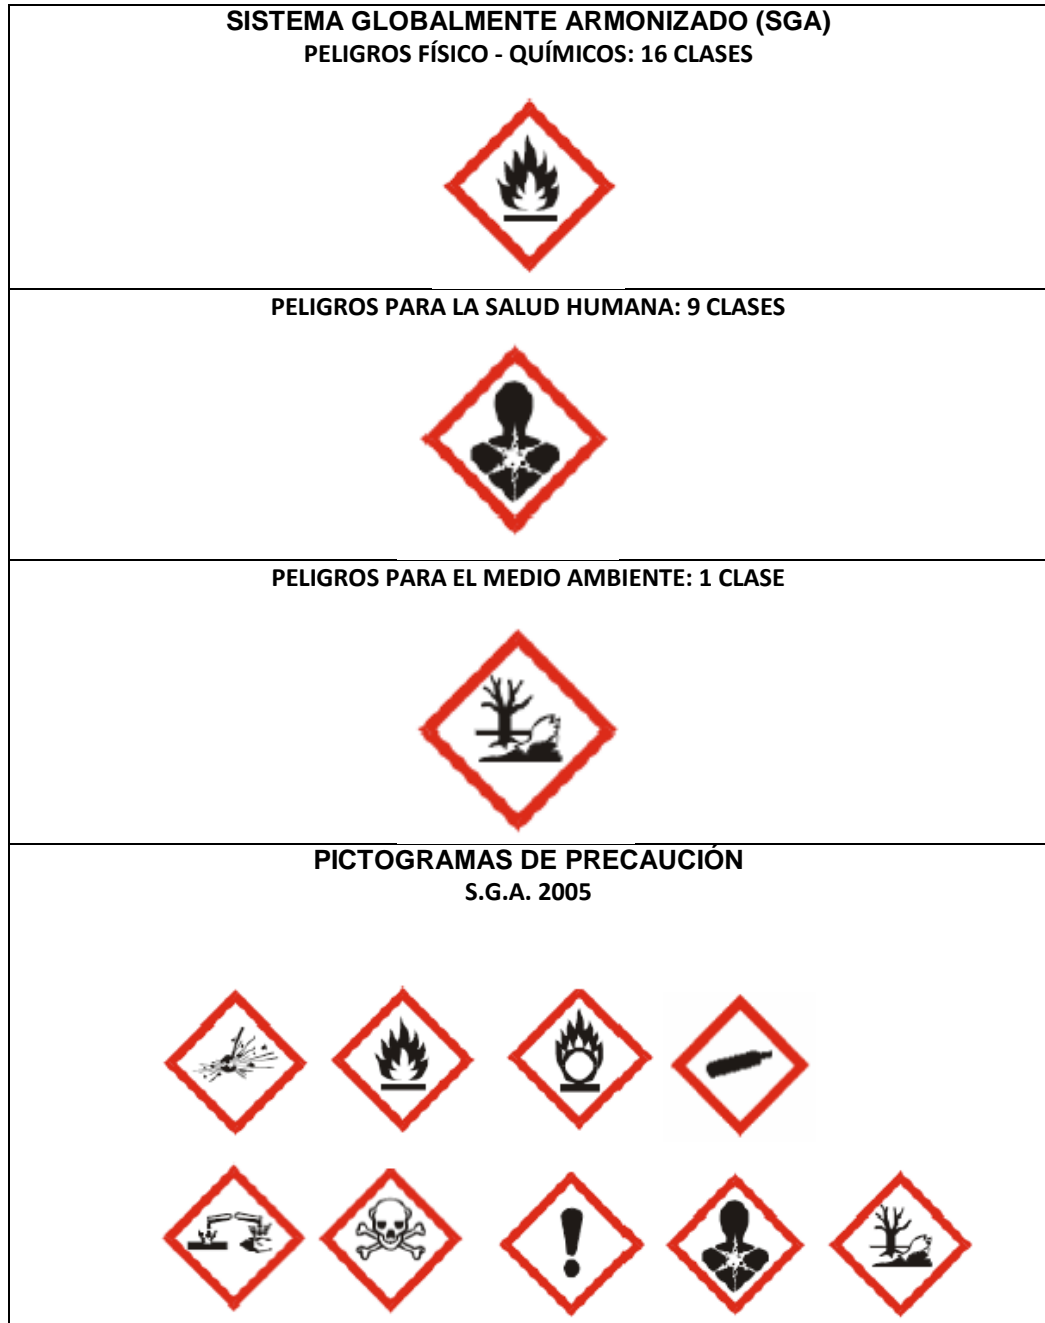 SISTEMA GLOBALMENTE ARMONIZADO (SGA)
PELIGROS FÍSICO - QUÍMICOS: 16 CLASES
PELIGROS PARA LA SALUD HUMANA: 9 CLASES
PELIGROS PARA EL MEDIO AMBIENTE: 1 CLASE
PICTOGRAMAS DE PRECAUCIÓN
S.G.A. 2005